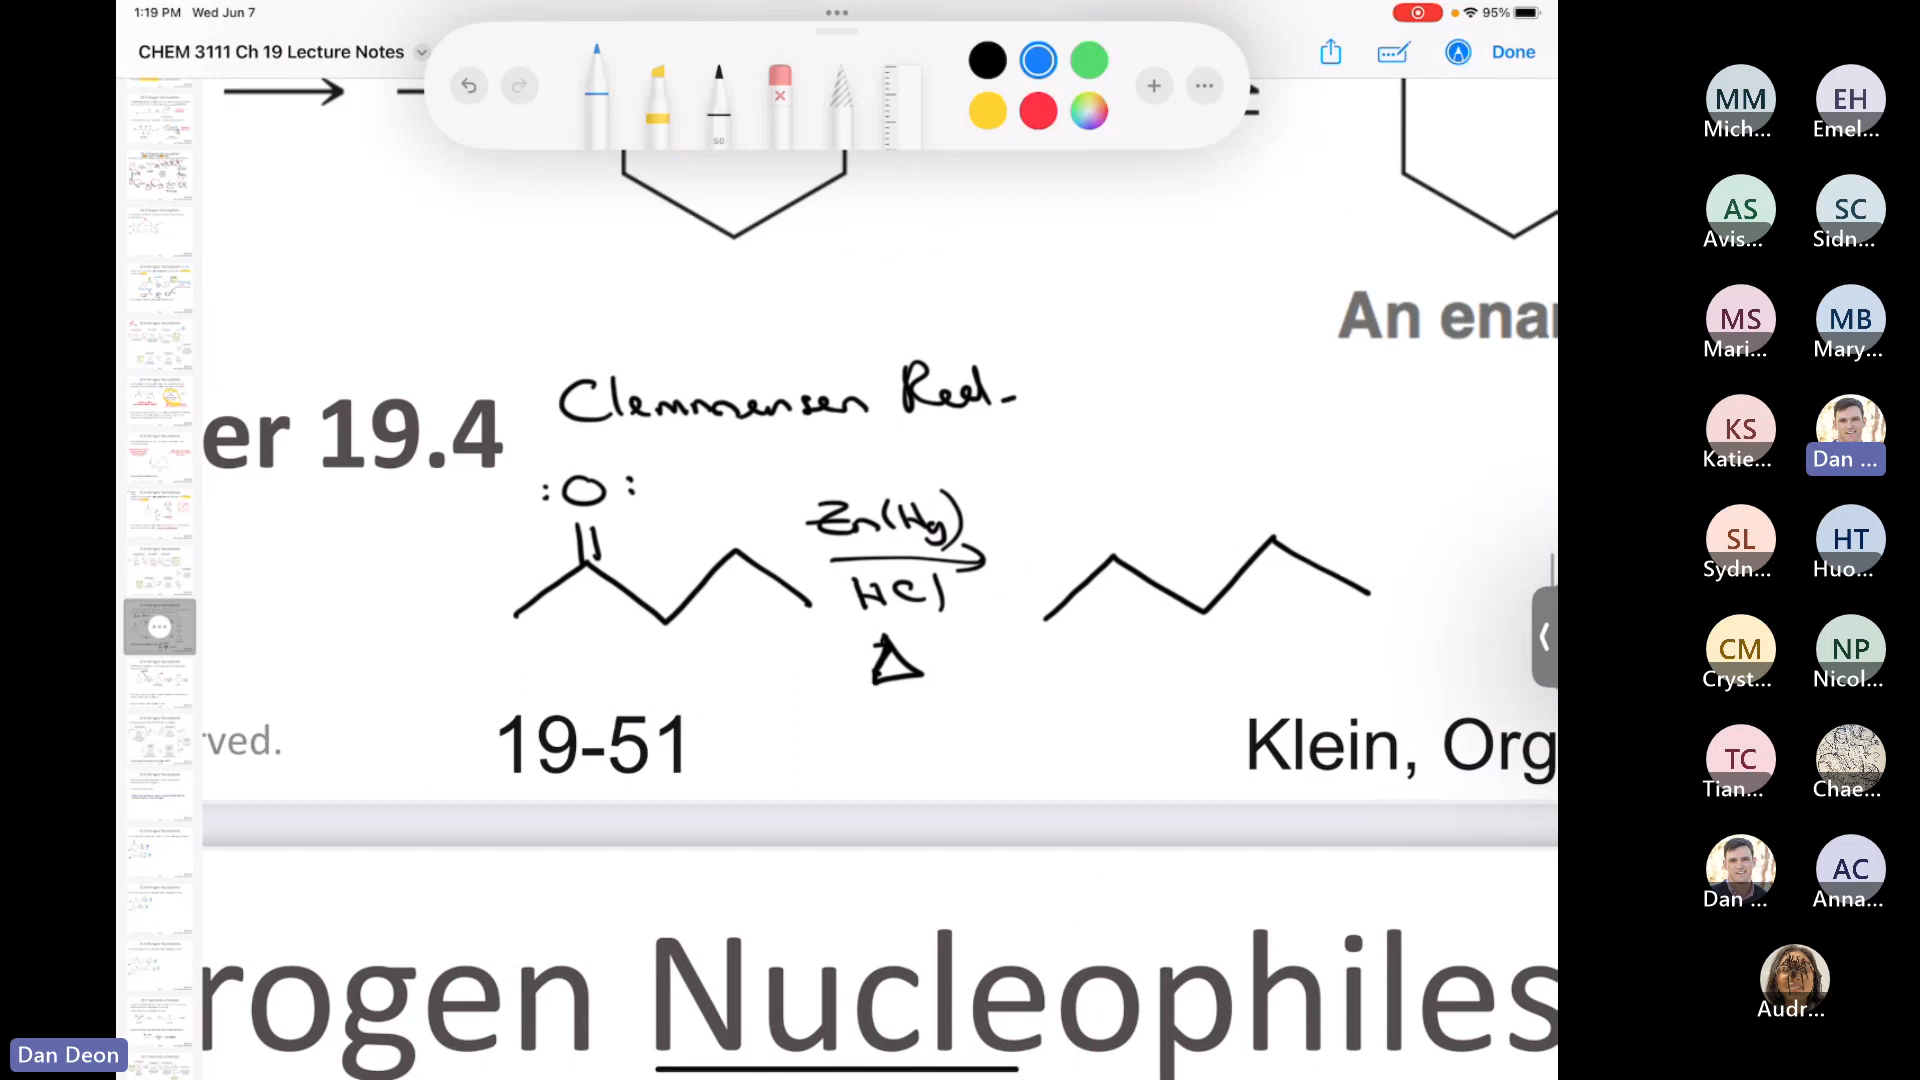 1:19 PM Wed Jun 7
95%
CHEM 3111 Ch 19 Lecture Notes
Done
50
An ena
er 19.4
Clemmensen Red.
:O:
Zn(Hg)
HCl
Δ
rved.
19-51
Klein, Org
rogen Nucleophiles
Dan Deon
MM
Mich...
EH
Emel...
AS
Avis...
SC
Sidn...
MS
Mari...
MB
Mary...
KS
Katie...
Dan ...
SL
Sydn...
HT
Huo...
CM
Cryst...
NP
Nicol...
TC
Tian...
Chae...
Dan ...
AC
Anna...
Audr...